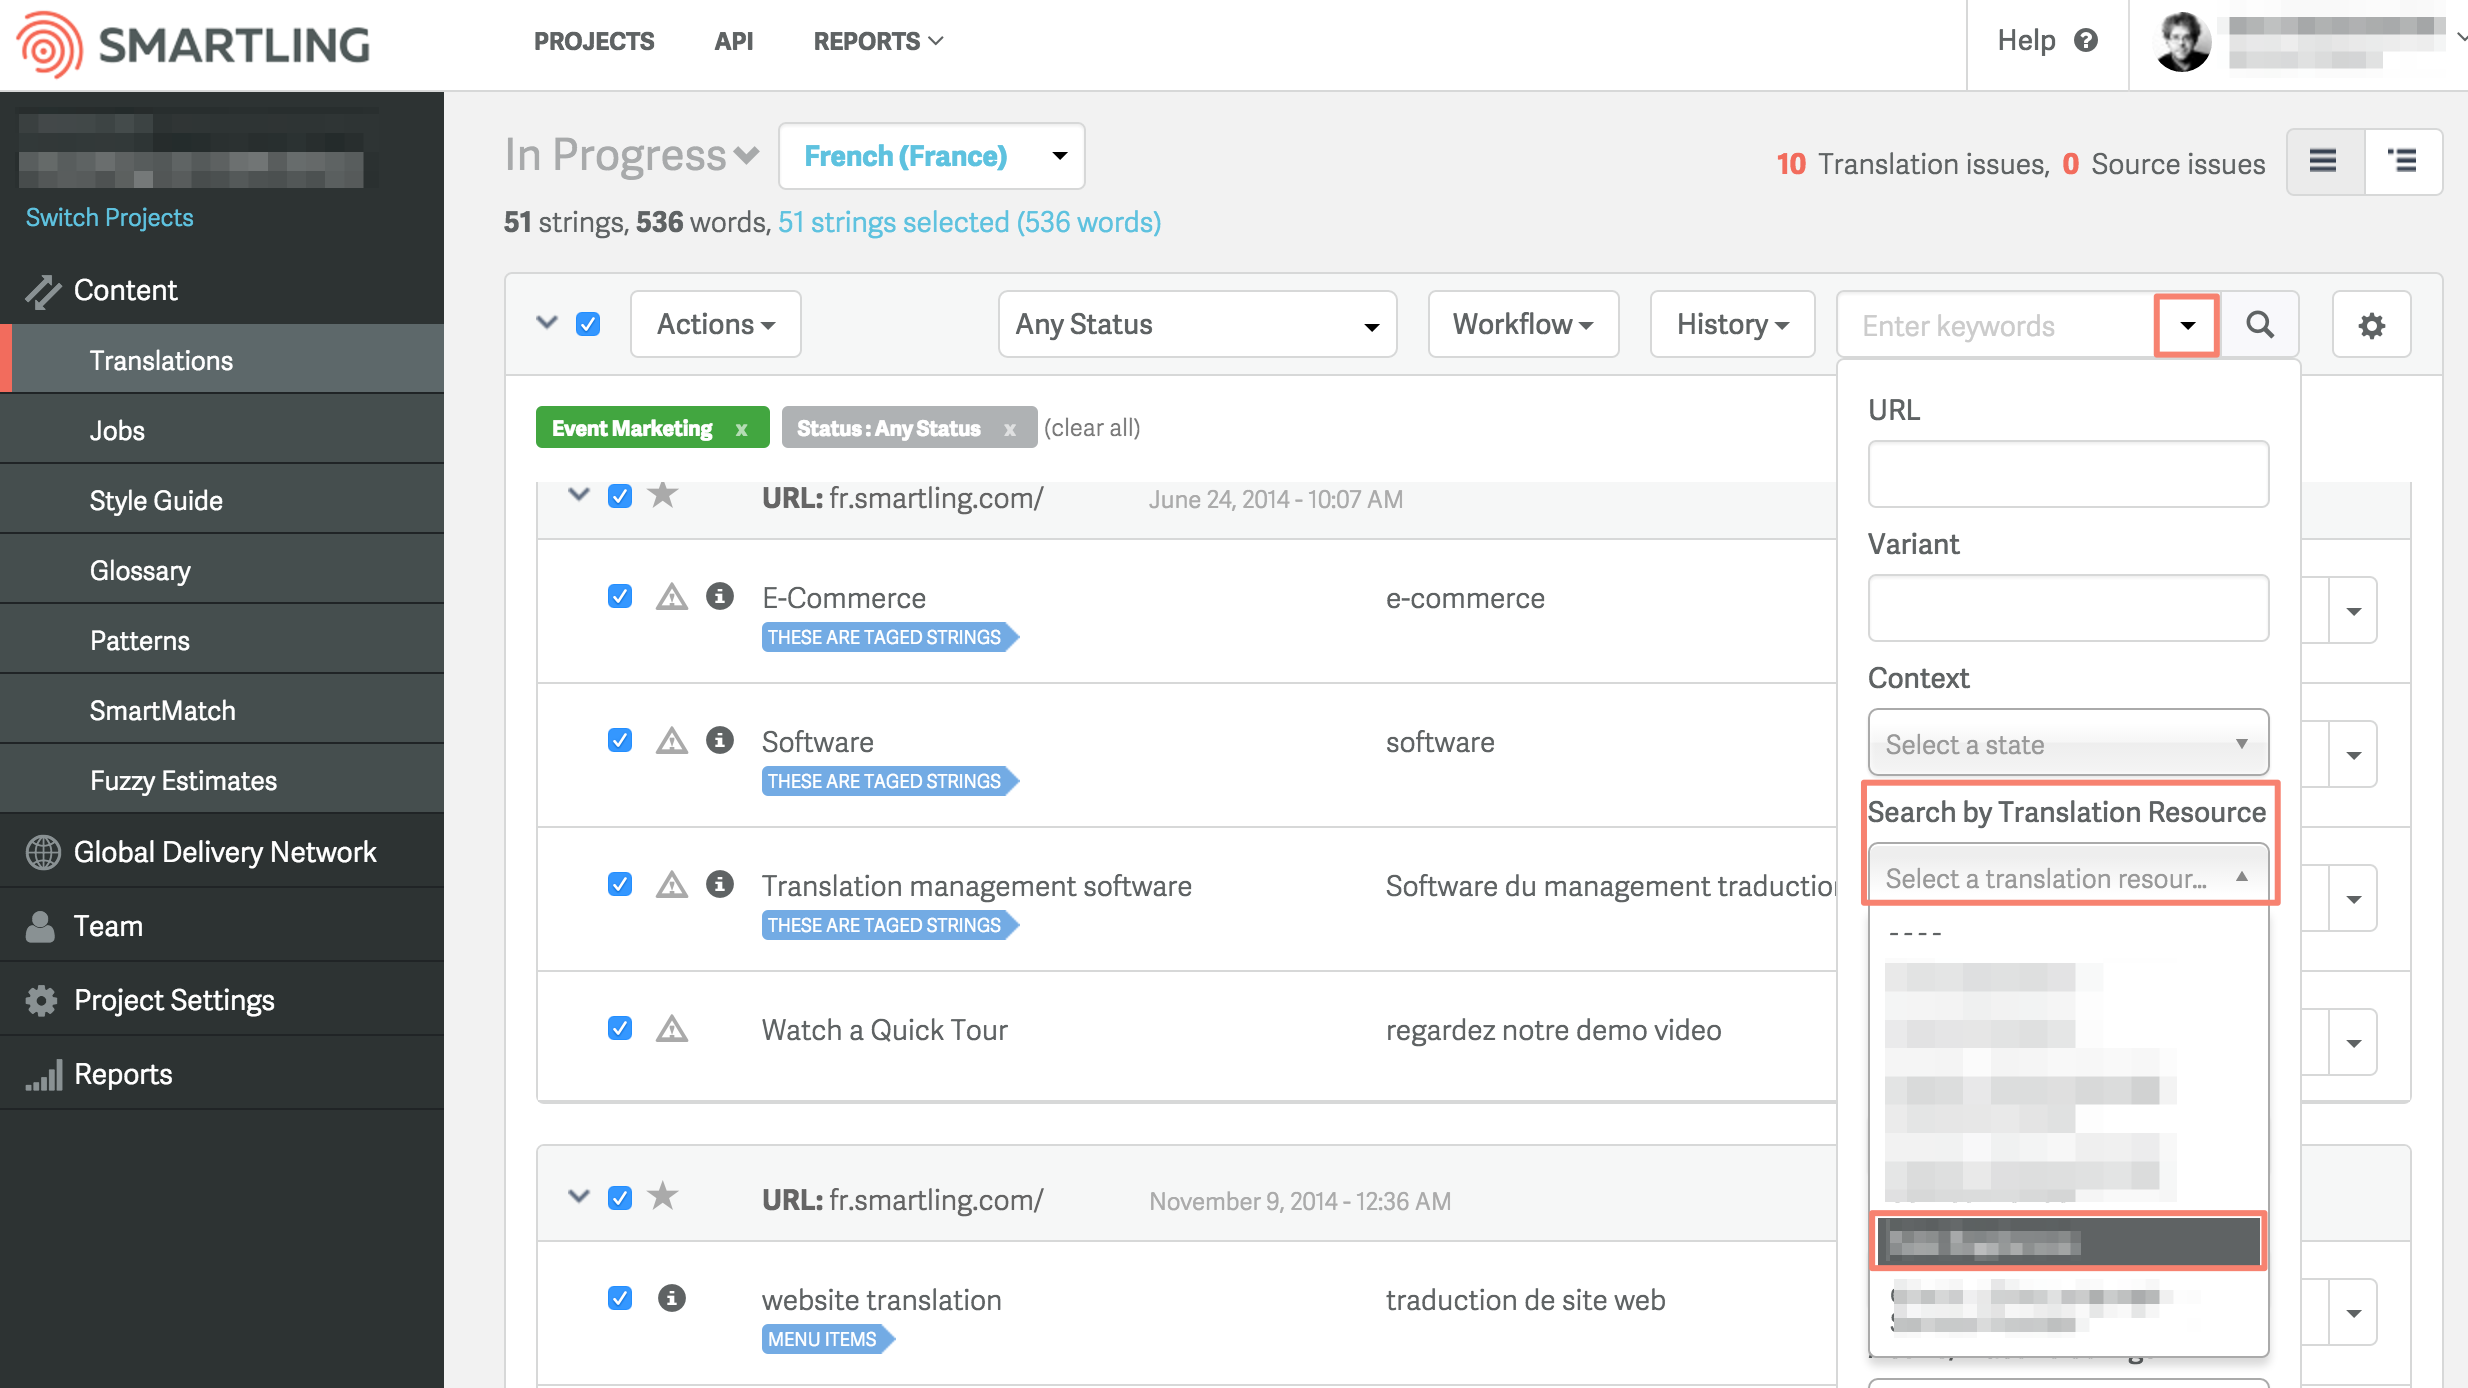 SMARTLING
PROJECTS
API
REPORTS
Help
Switch Projects
Content
Translations
Jobs
Style Guide
Glossary
Patterns
SmartMatch
Fuzzy Estimates
Global Delivery Network
Team
Project Settings
Reports
In Progress
French (France)
10 Translation issues, 0 Source issues
51 strings, 536 words, 51 strings selected (536 words)
Actions
Any Status
Workflow
History
Enter keywords
Event Marketing x
Status : Any Status x
(clear all)
URL: fr.smartling.com/
June 24, 2014 - 10:07 AM
E-Commerce
e-commerce
THESE ARE TAGED STRINGS
Software
software
THESE ARE TAGED STRINGS
Translation management software
Software du management traduction
THESE ARE TAGED STRINGS
Watch a Quick Tour
regardez notre demo video
URL: fr.smartling.com/
November 9, 2014 - 12:36 AM
website translation
traduction de site web
MENU ITEMS
URL
Variant
Context
Select a state
Search by Translation Resource
Select a translation resour...
----